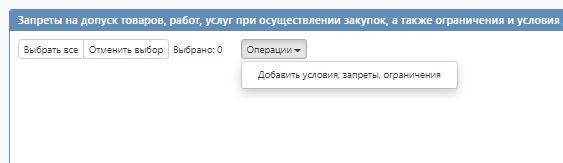 Запреты на допуск товаров, работ, услуг при осуществлении закупок, а также ограничения и условия
Выбрать все Отменить выбор Выбрано: 0 Операции
Добавить условия, запреты, ограничения